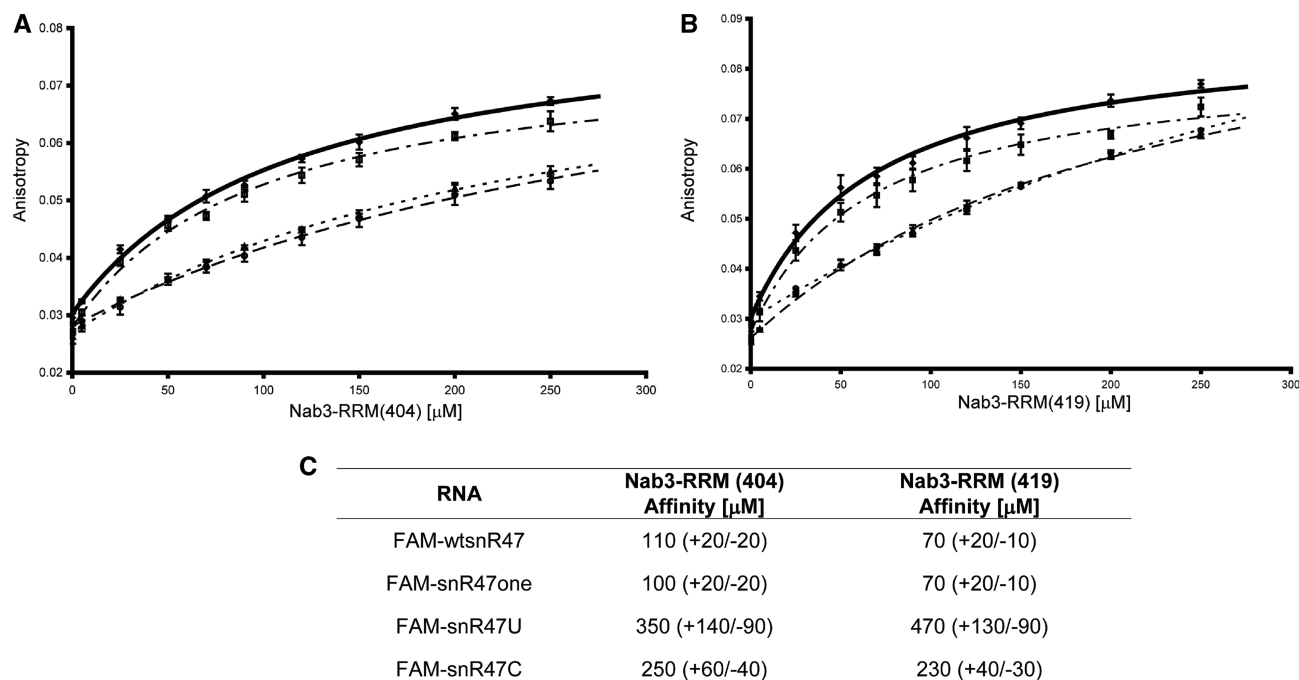 A
0.08
0.07
0.06
0.05
0.04
0.03
0.02
Anisotropy
0
50
100
150
200
250
300
Nab3-RRM(404) [μM]
B
0.09
0.08
0.07
0.06
0.05
0.04
0.03
0.02
Anisotropy
0
50
100
150
200
250
300
Nab3-RRM(419) [μM]
C
RNA Nab3-RRM (404) Affinity [μM] Nab3-RRM (419) Affinity [μM]
FAM-wtsnR47 110 (+20/-20) 70 (+20/-10)
FAM-snR47one 100 (+20/-20) 70 (+20/-10)
FAM-snR47U 350 (+140/-90) 470 (+130/-90)
FAM-snR47C 250 (+60/-40) 230 (+40/-30)